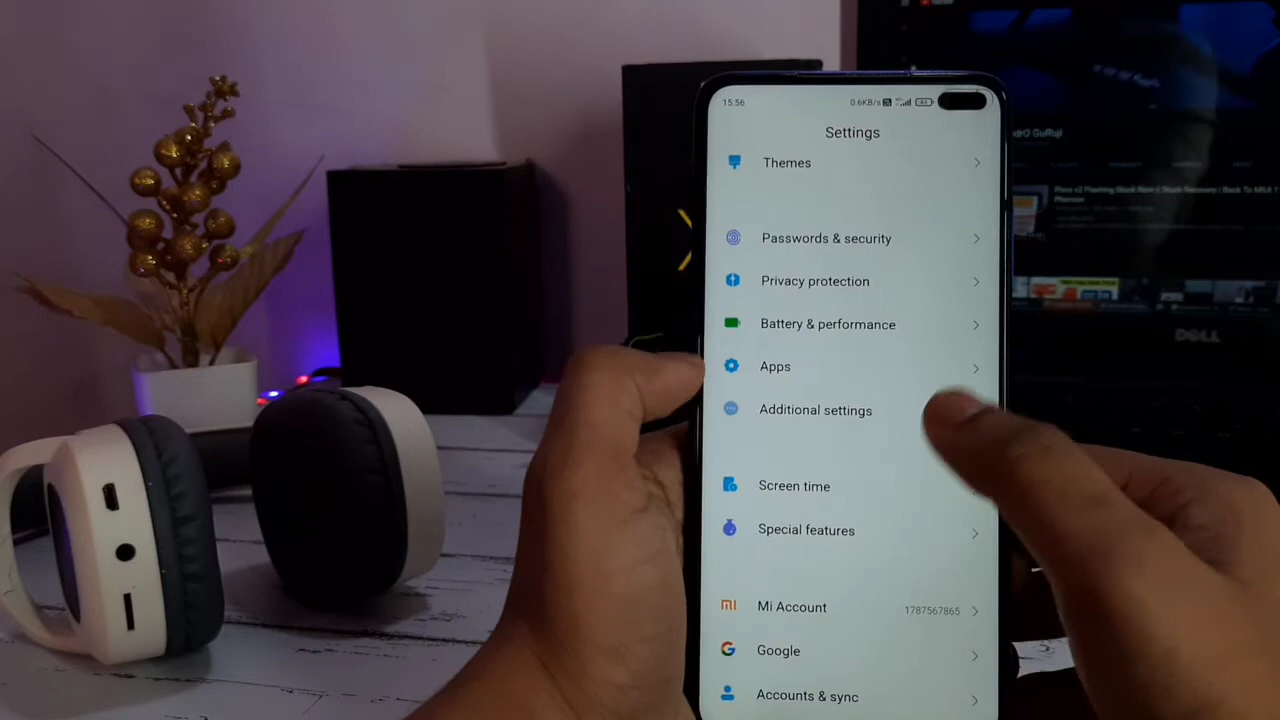 15:56
0.6KB/s
Settings
Themes
Passwords & security
Privacy protection
Battery & performance
Apps
Additional settings
Screen time
Special features
Mi Account 1787567865
Google
Accounts & sync
GuRuji
DELL